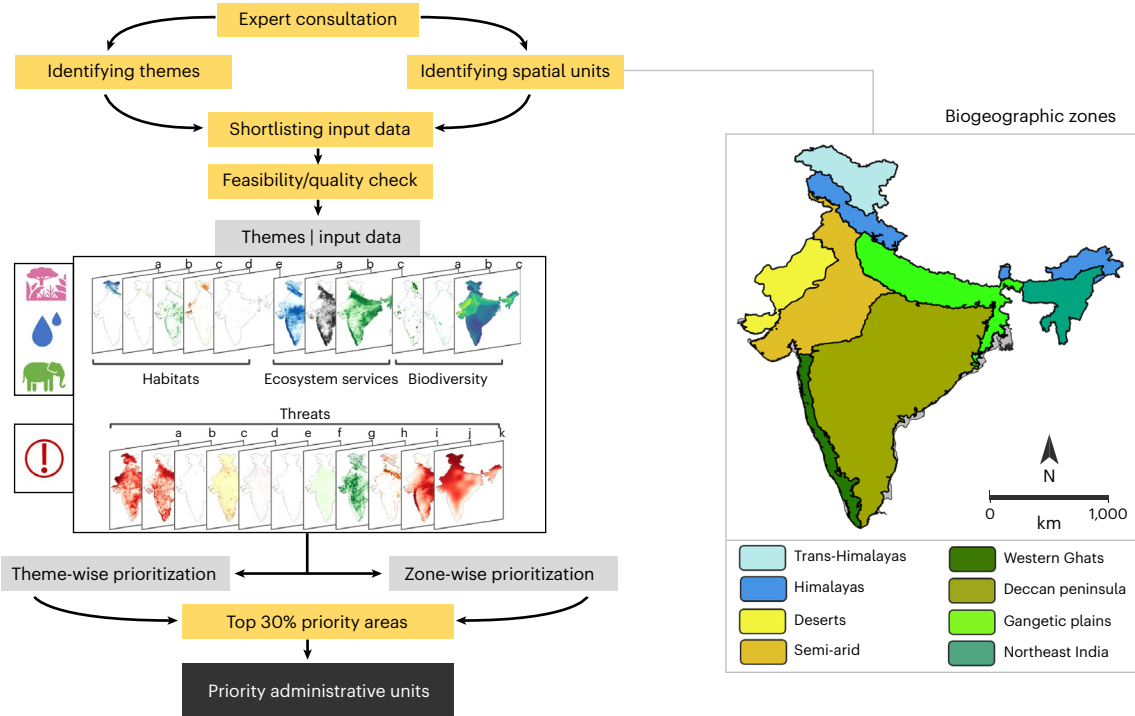 Expert consultation
Identifying themes
Identifying spatial units
Shortlisting input data
Feasibility/quality check
Themes | input data
a b c d e a b c a b c
Habitats
Ecosystem services
Biodiversity
Threats
a b c d e f g h i j k
Theme-wise prioritization
Zone-wise prioritization
Top 30% priority areas
Priority administrative units
Biogeographic zones
N
0 1,000
km
Trans-Himalayas
Himalayas
Deserts
Semi-arid
Western Ghats
Deccan peninsula
Gangetic plains
Northeast India